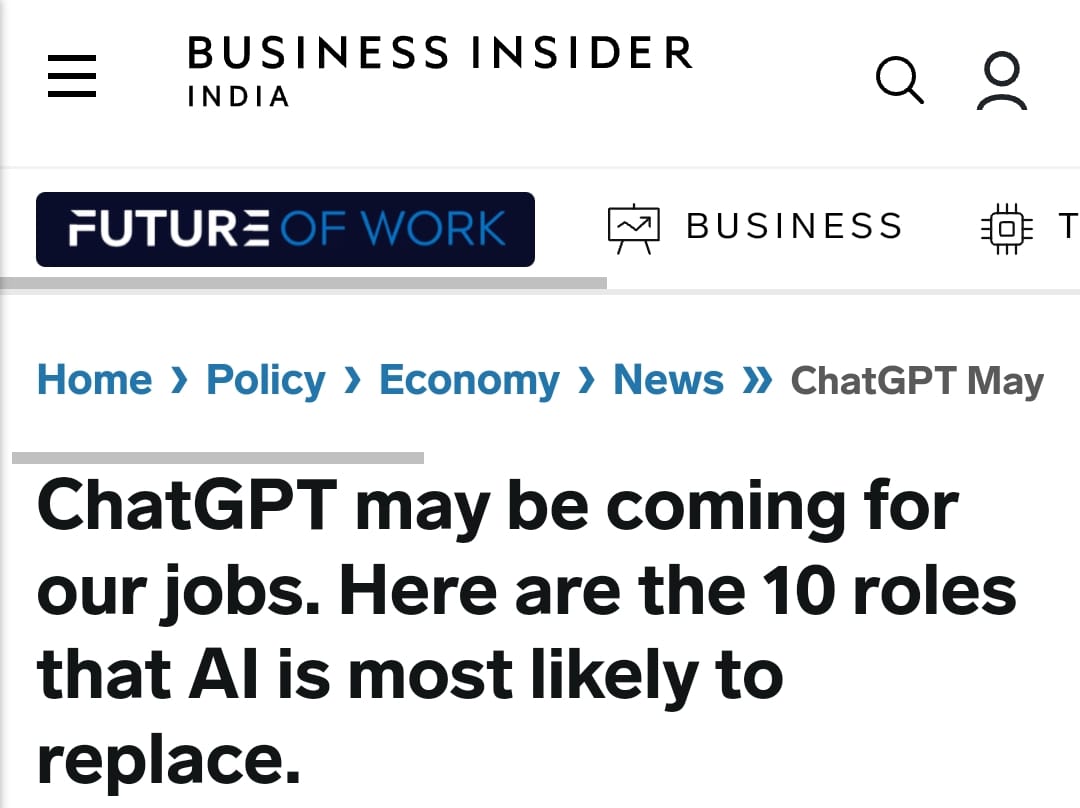 BUSINESS INSIDER
INDIA
FUTURE OF WORK BUSINESS T
Home › Policy › Economy › News » ChatGPT May
ChatGPT may be coming for
our jobs. Here are the 10 roles
that AI is most likely to
replace.